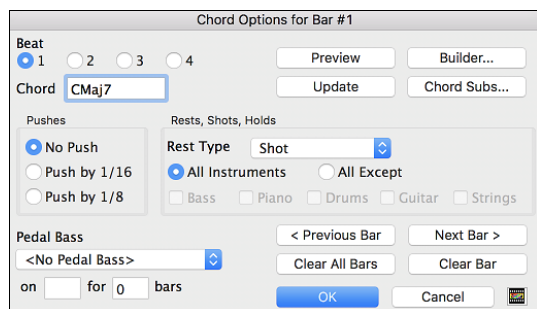 Chord Options for Bar #1
Beat
1 2 3 4
Preview Builder...
Chord CMaj7
Update Chord Subs...
Pushes
No Push
Push by 1/16
Push by 1/8
Rests, Shots, Holds
Rest Type Shot
All Instruments All Except
Bass Piano Drums Guitar Strings
Pedal Bass
<No Pedal Bass>
on for 0 bars
< Previous Bar Next Bar >
Clear All Bars Clear Bar
OK Cancel